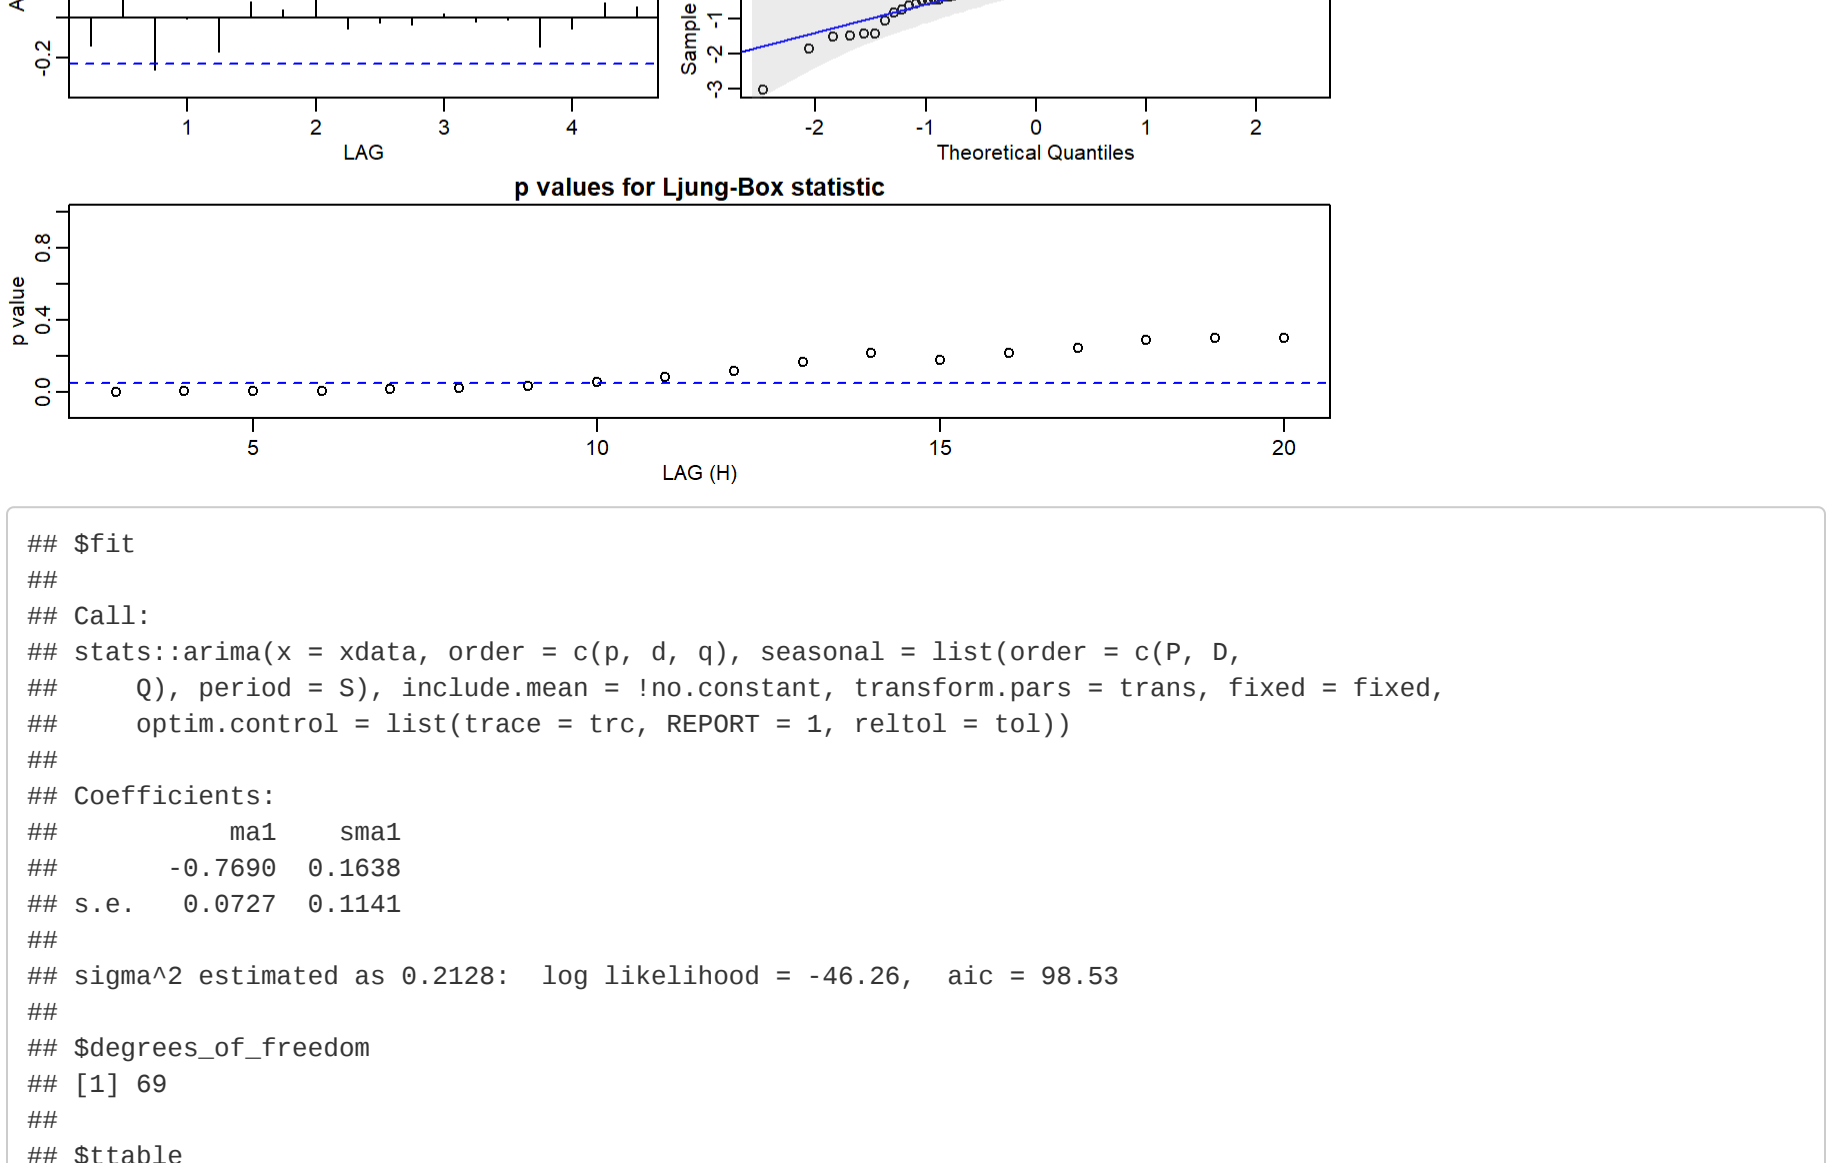 A
-0.2
1 2 3 4
LAG
Sample
-1
-2
-3
-2 -1 0 1 2
Theoretical Quantiles
p values for Ljung-Box statistic
p value
0.8
0.4
0.0
5 10 15 20
LAG (H)
## $fit
##
## Call:
## stats::arima(x = xdata, order = c(p, d, q), seasonal = list(order = c(P, D,
##     Q), period = S), include.mean = !no.constant, transform.pars = trans, fixed = fixed,
##     optim.control = list(trace = trc, REPORT = 1, reltol = tol))
##
## Coefficients:
##           ma1    sma1
##       -0.7690  0.1638
## s.e.   0.0727  0.1141
##
## sigma^2 estimated as 0.2128:  log likelihood = -46.26,  aic = 98.53
##
## $degrees_of_freedom
## [1] 69
##
## $ttable